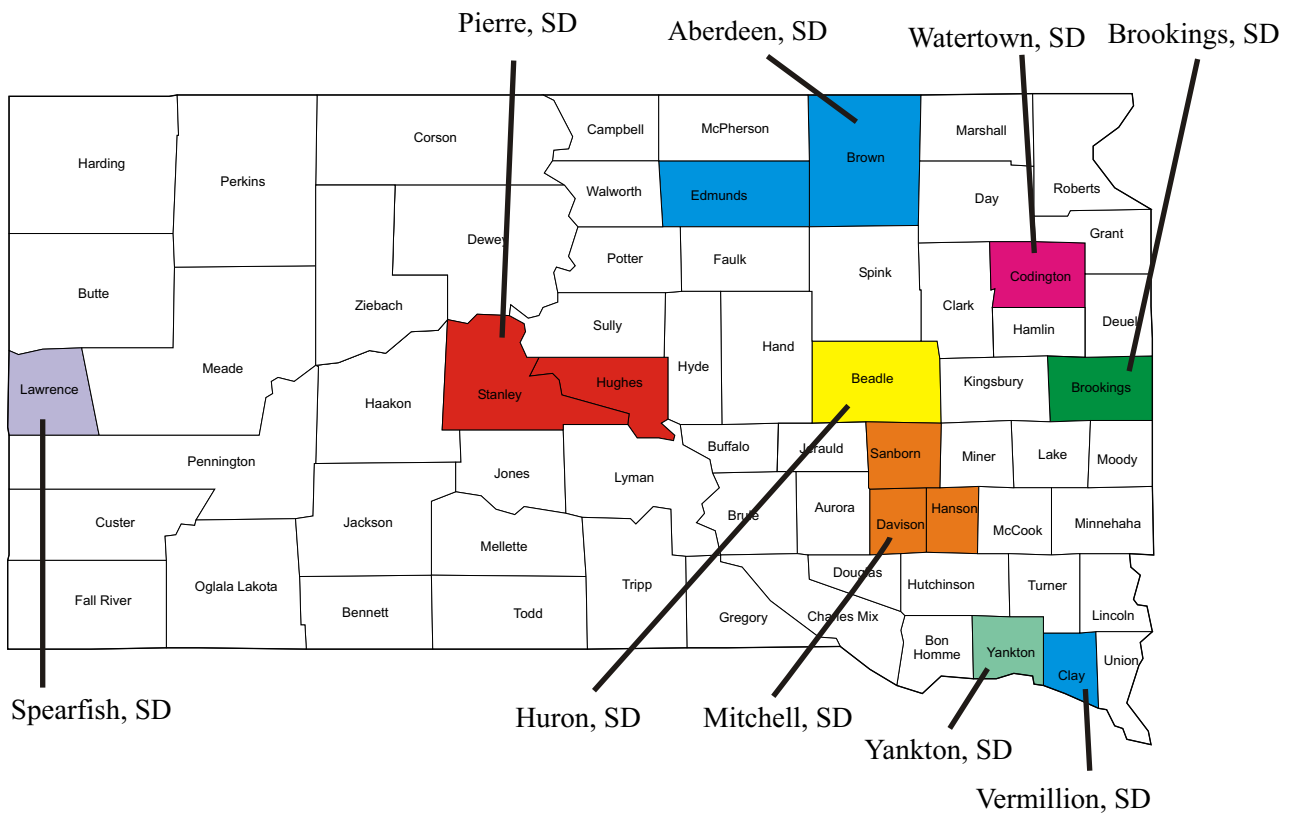 Pierre, SD
Aberdeen, SD
Watertown, SD
Brookings, SD
Harding
Perkins
Corson
Campbell
McPherson
Brown
Marshall
Roberts
Walworth
Edmunds
Day
Dewey
Grant
Butte
Ziebach
Potter
Faulk
Spink
Codington
Clark
Hamlin
Deuel
Sully
Lawrence
Meade
Haakon
Stanley
Hughes
Hyde
Hand
Beadle
Kingsbury
Brookings
Pennington
Jones
Lyman
Buffalo
Jerauld
Sanborn
Miner
Lake
Moody
Custer
Jackson
Mellette
Brule
Aurora
Davison
Hanson
McCook
Minnehaha
Fall River
Oglala Lakota
Bennett
Todd
Tripp
Gregory
Douglas
Charles Mix
Hutchinson
Turner
Lincoln
Bon
Homme
Yankton
Clay
Union
Spearfish, SD
Huron, SD
Mitchell, SD
Yankton, SD
Vermillion, SD